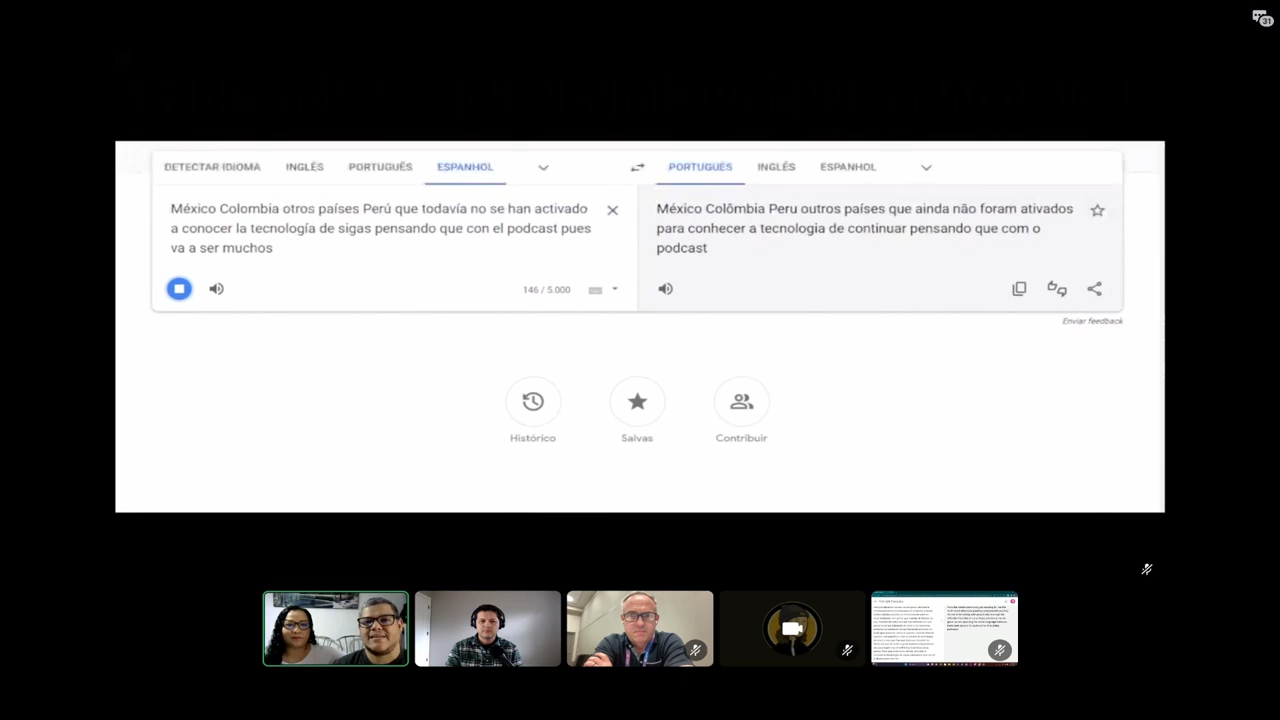 31
DETECTAR IDIOMA INGLÊS PORTUGUÊS ESPANHOL PORTUGUÊS INGLÊS ESPANHOL
México Colombia otros países Perú que todavía no se han activado
a conocer la tecnología de sigas pensando que con el podcast pues
va a ser muchos
146 / 5.000
México Colômbia Peru outros países que ainda não foram ativados
para conhecer a tecnologia de continuar pensando que com o
podcast
Enviar feedback
Histórico Salvas Contribuir